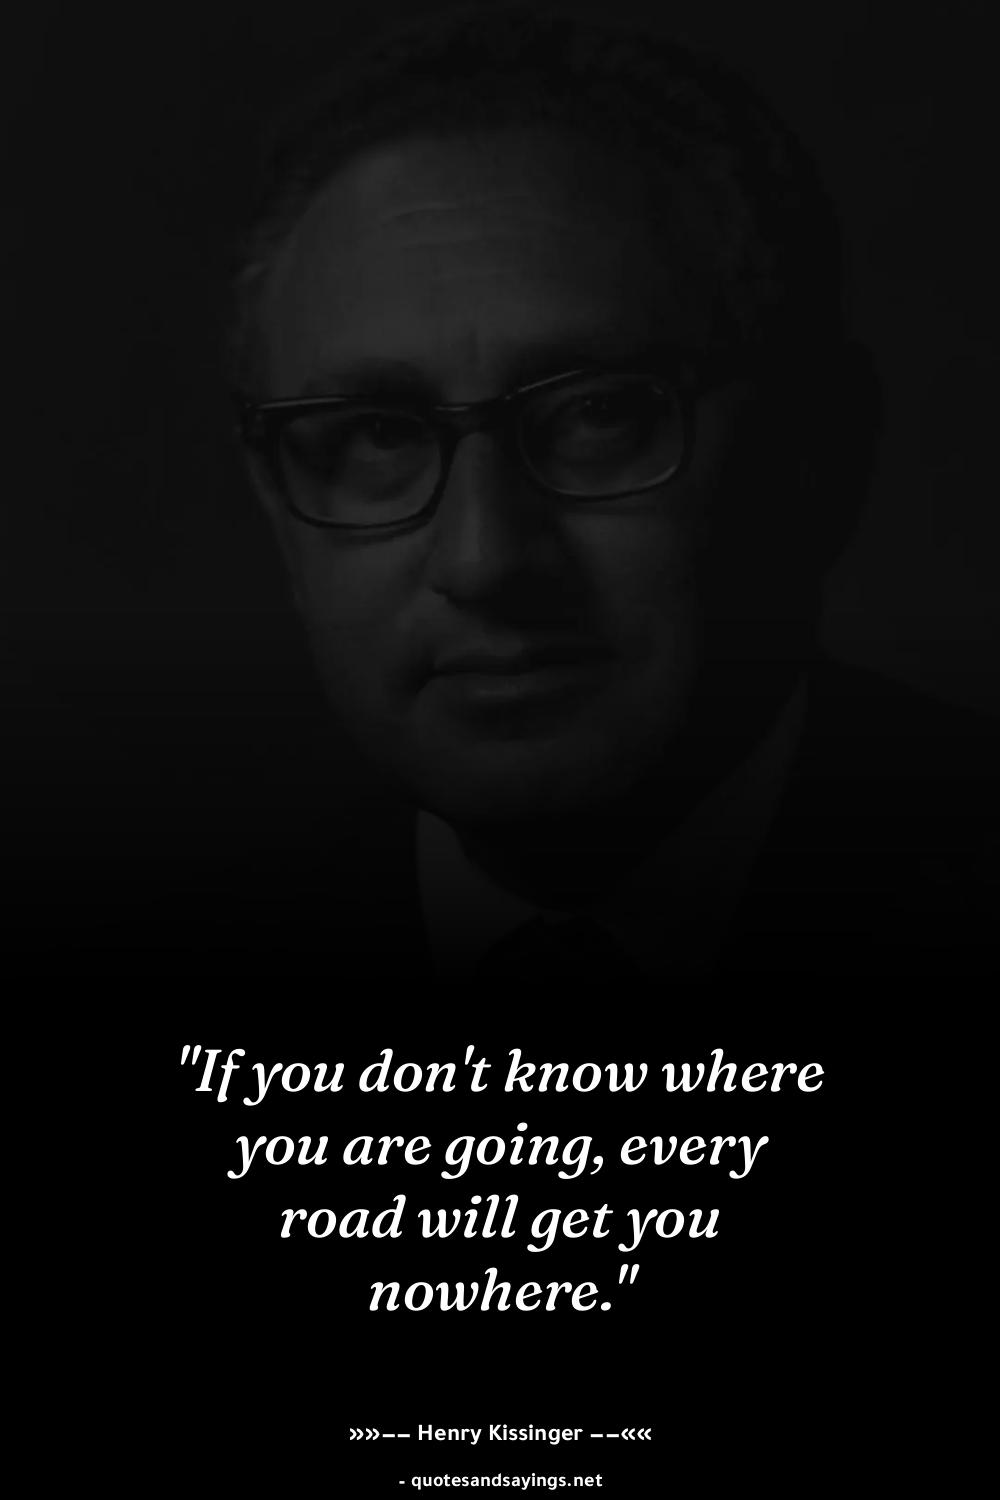 "If you don't know where
you are going, every
road will get you
nowhere."
»»–– Henry Kissinger ––««
- quotesandsayings.net